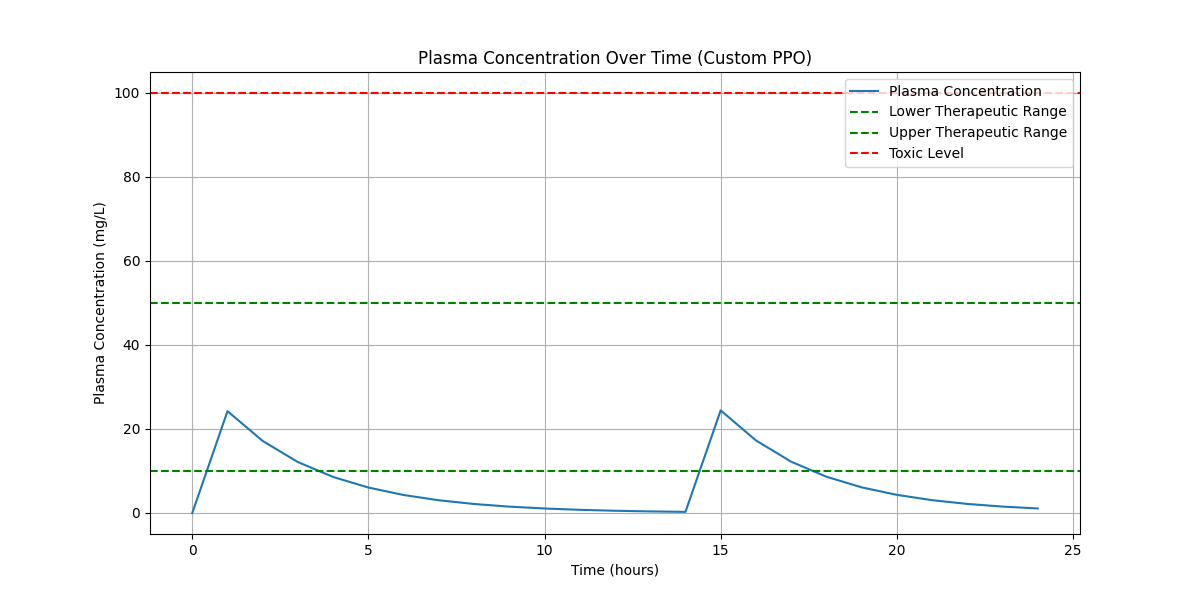 Plasma Concentration Over Time (Custom PPO)
Plasma Concentration
Lower Therapeutic Range
Upper Therapeutic Range
Toxic Level
Plasma Concentration (mg/L)
100
80
60
40
20
0
0 5 10 15 20 25
Time (hours)